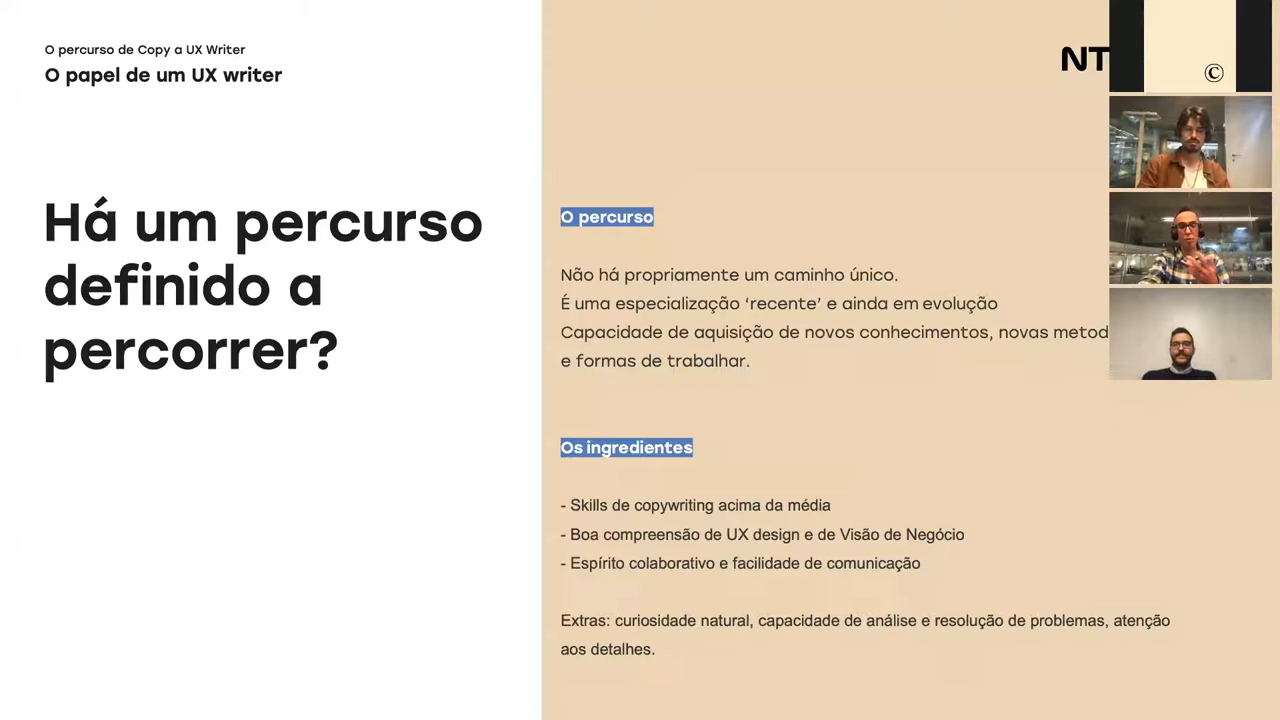 O percurso de Copy a UX Writer
O papel de um UX writer
NT
©
Há um percurso
definido a
percorrer?
O percurso
Não há propriamente um caminho único.
É uma especialização ‘recente’ e ainda em evolução
Capacidade de aquisição de novos conhecimentos, novas metod
e formas de trabalhar.
Os ingredientes
- Skills de copywriting acima da média
- Boa compreensão de UX design e de Visão de Negócio
- Espírito colaborativo e facilidade de comunicação
Extras: curiosidade natural, capacidade de análise e resolução de problemas, atenção
aos detalhes.